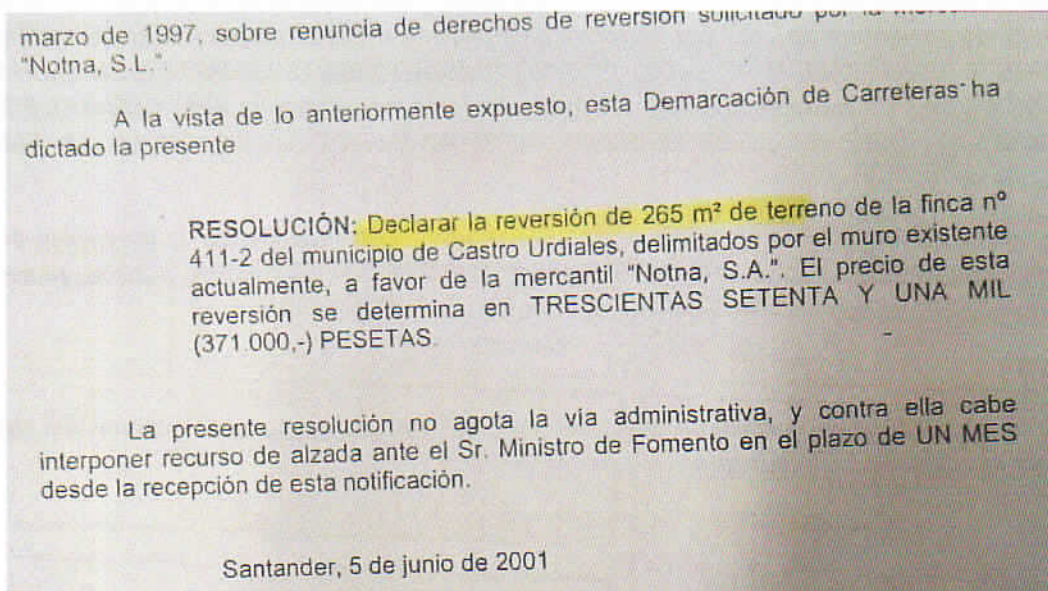 marzo de 1997, sobre renuncia de derechos de reversión solicitado por la
"Notna, S.L."
A la vista de lo anteriormente expuesto, esta Demarcación de Carreteras ha
dictado la presente
RESOLUCIÓN: Declarar la reversión de 265 m² de terreno de la finca nº
411-2 del municipio de Castro Urdiales, delimitados por el muro existente
actualmente, a favor de la mercantil "Notna, S.A.". El precio de esta
reversión se determina en TRESCIENTAS SETENTA Y UNA MIL
(371.000,-) PESETAS.
La presente resolución no agota la vía administrativa, y contra ella cabe
interponer recurso de alzada ante el Sr. Ministro de Fomento en el plazo de UN MES
desde la recepción de esta notificación.
Santander, 5 de junio de 2001